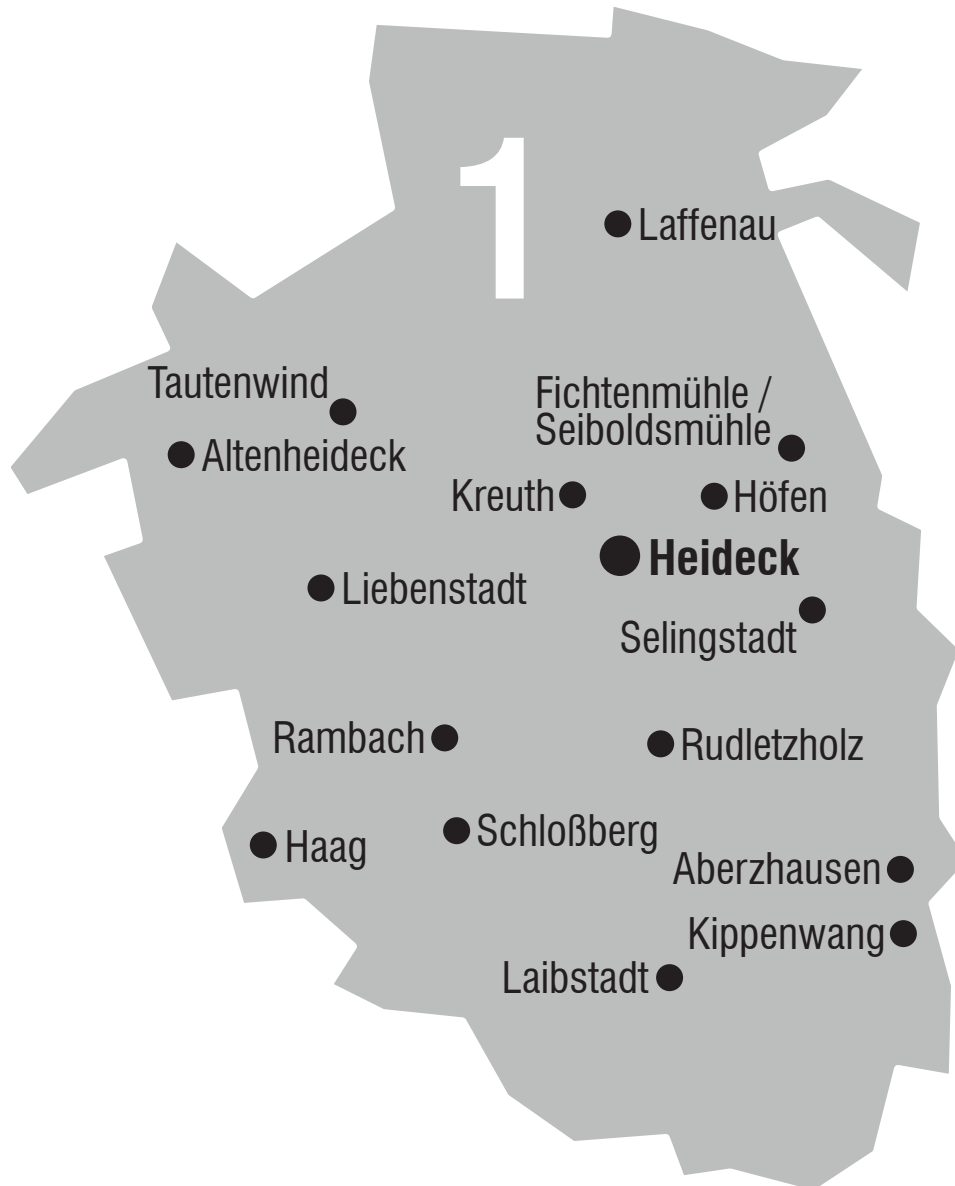 1
Laffenau
Tautenwind
Fichtenmühle /
Seiboldsmühle
Altenheideck
Kreuth
Höfen
Heideck
Liebenstadt
Selingstadt
Rambach
Rudletzholz
Schloßberg
Haag
Aberzhausen
Kippenwang
Laibstadt